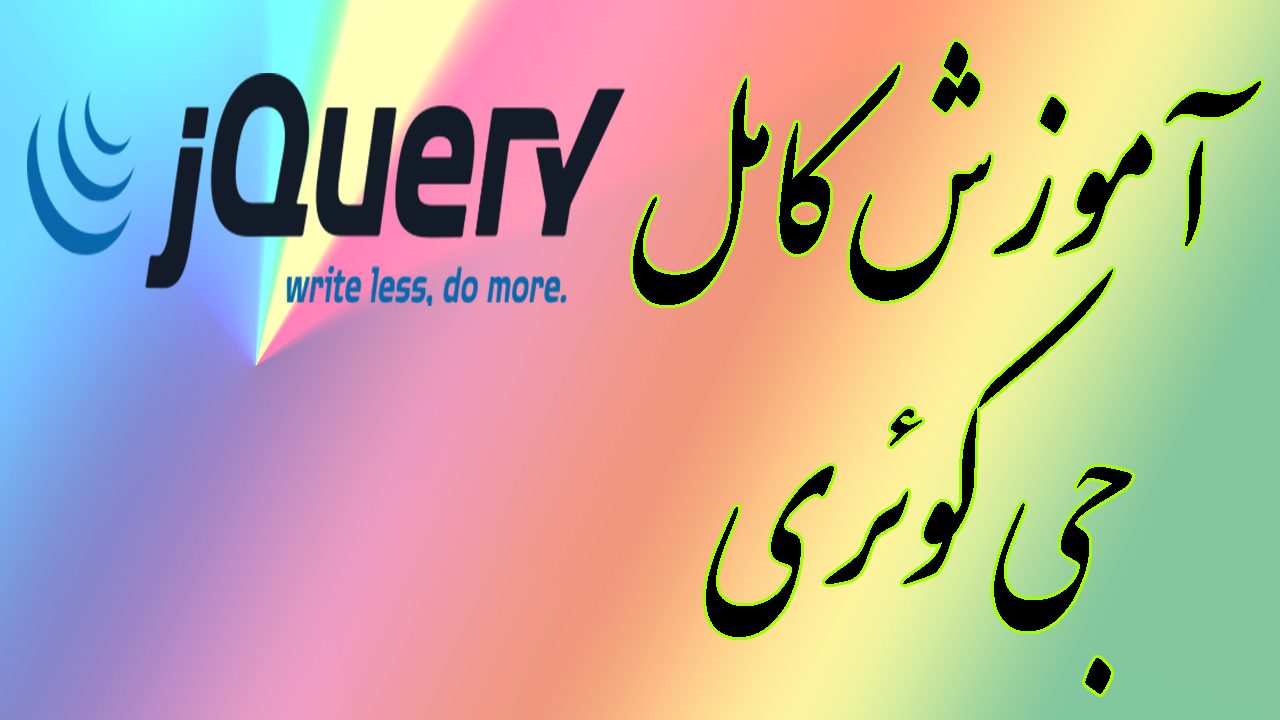 jQuery
write less, do more.
آموزش کامل
جی کوئری